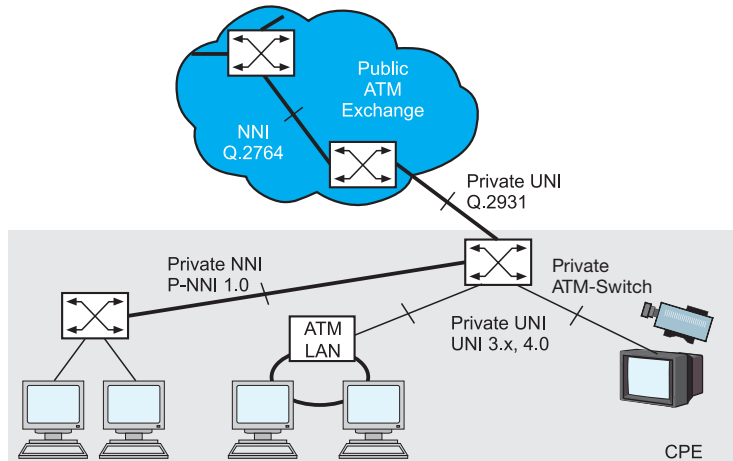 Public
ATM
Exchange
NNI
Q.2764
Private UNI
Q.2931
Private NNI
P-NNI 1.0
Private
ATM-Switch
ATM
LAN
Private UNI
UNI 3.x, 4.0
CPE